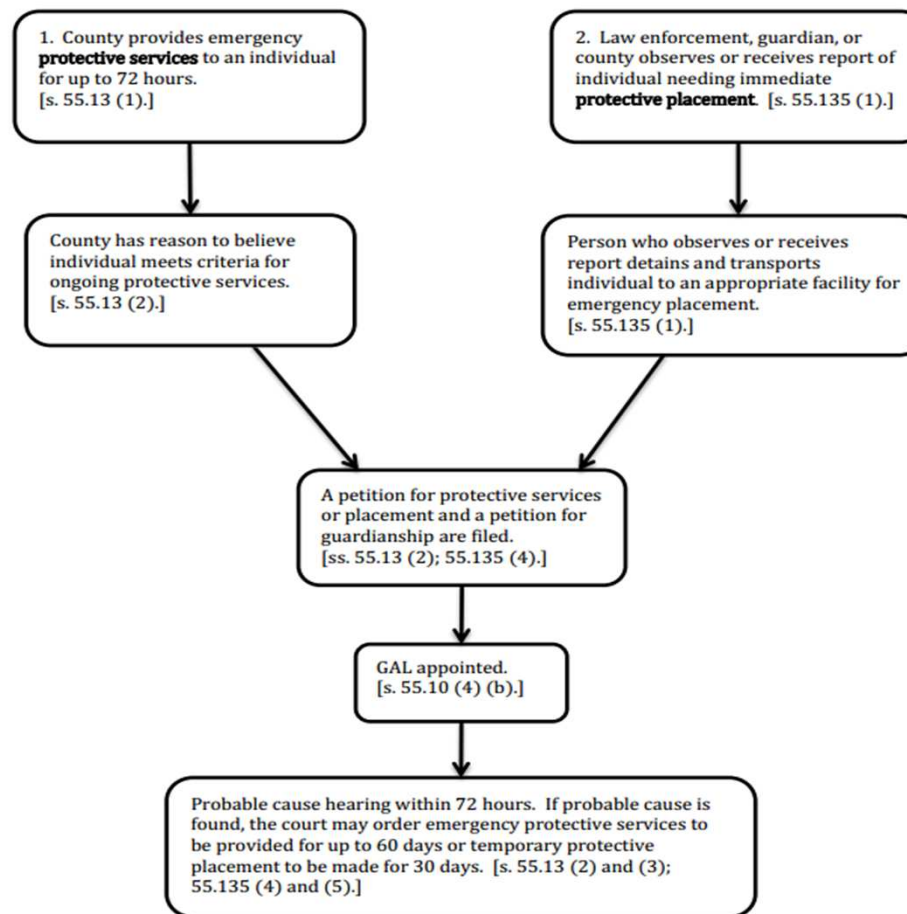 1. County provides emergency
protective services to an individual
for up to 72 hours.
[s. 55.13 (1).]
2. Law enforcement, guardian, or
county observes or receives report of
individual needing immediate
protective placement. [s. 55.135 (1).]
County has reason to believe
individual meets criteria for
ongoing protective services.
[s. 55.13 (2).]
Person who observes or receives
report detains and transports
individual to an appropriate facility for
emergency placement.
[s. 55.135 (1).]
A petition for protective services
or placement and a petition for
guardianship are filed.
[ss. 55.13 (2); 55.135 (4).]
GAL appointed.
[s. 55.10 (4) (b).]
Probable cause hearing within 72 hours. If probable cause is
found, the court may order emergency protective services to
be provided for up to 60 days or temporary protective
placement to be made for 30 days. [s. 55.13 (2) and (3);
55.135 (4) and (5).]